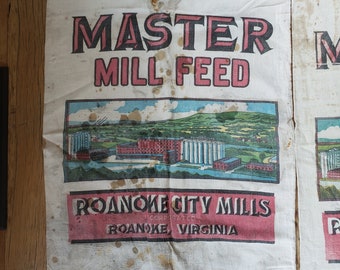 MASTER
MILL FEED
ROANOKE CITY MILLS
ROANOKE, VIRGINIA